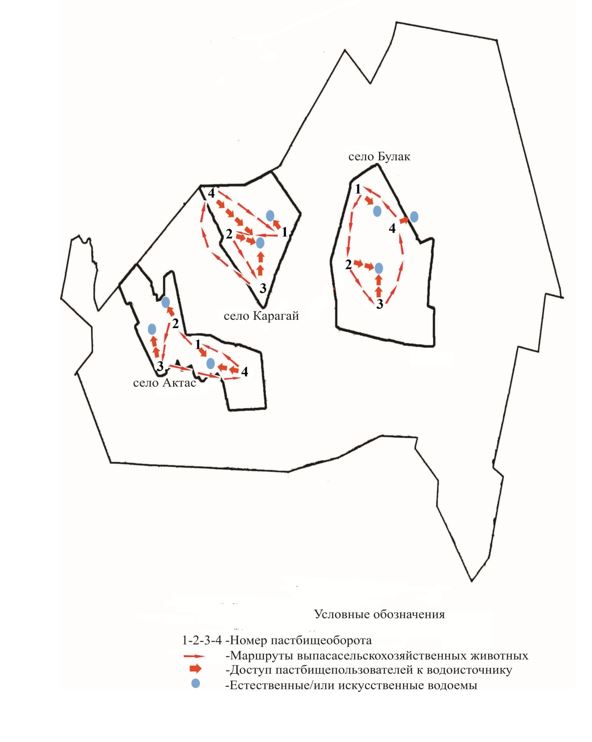 село Булак
4
1
2
1
4
3
2
3
село Карагай
2
1
3
4
село Актас
Условные обозначения
1-2-3-4 -Номер пастбищеоборота
-Маршруты выпасасельскохозяйственных животных
-Доступ пастбищепользователей к водоисточнику
-Естественные/или искусственные водоемы